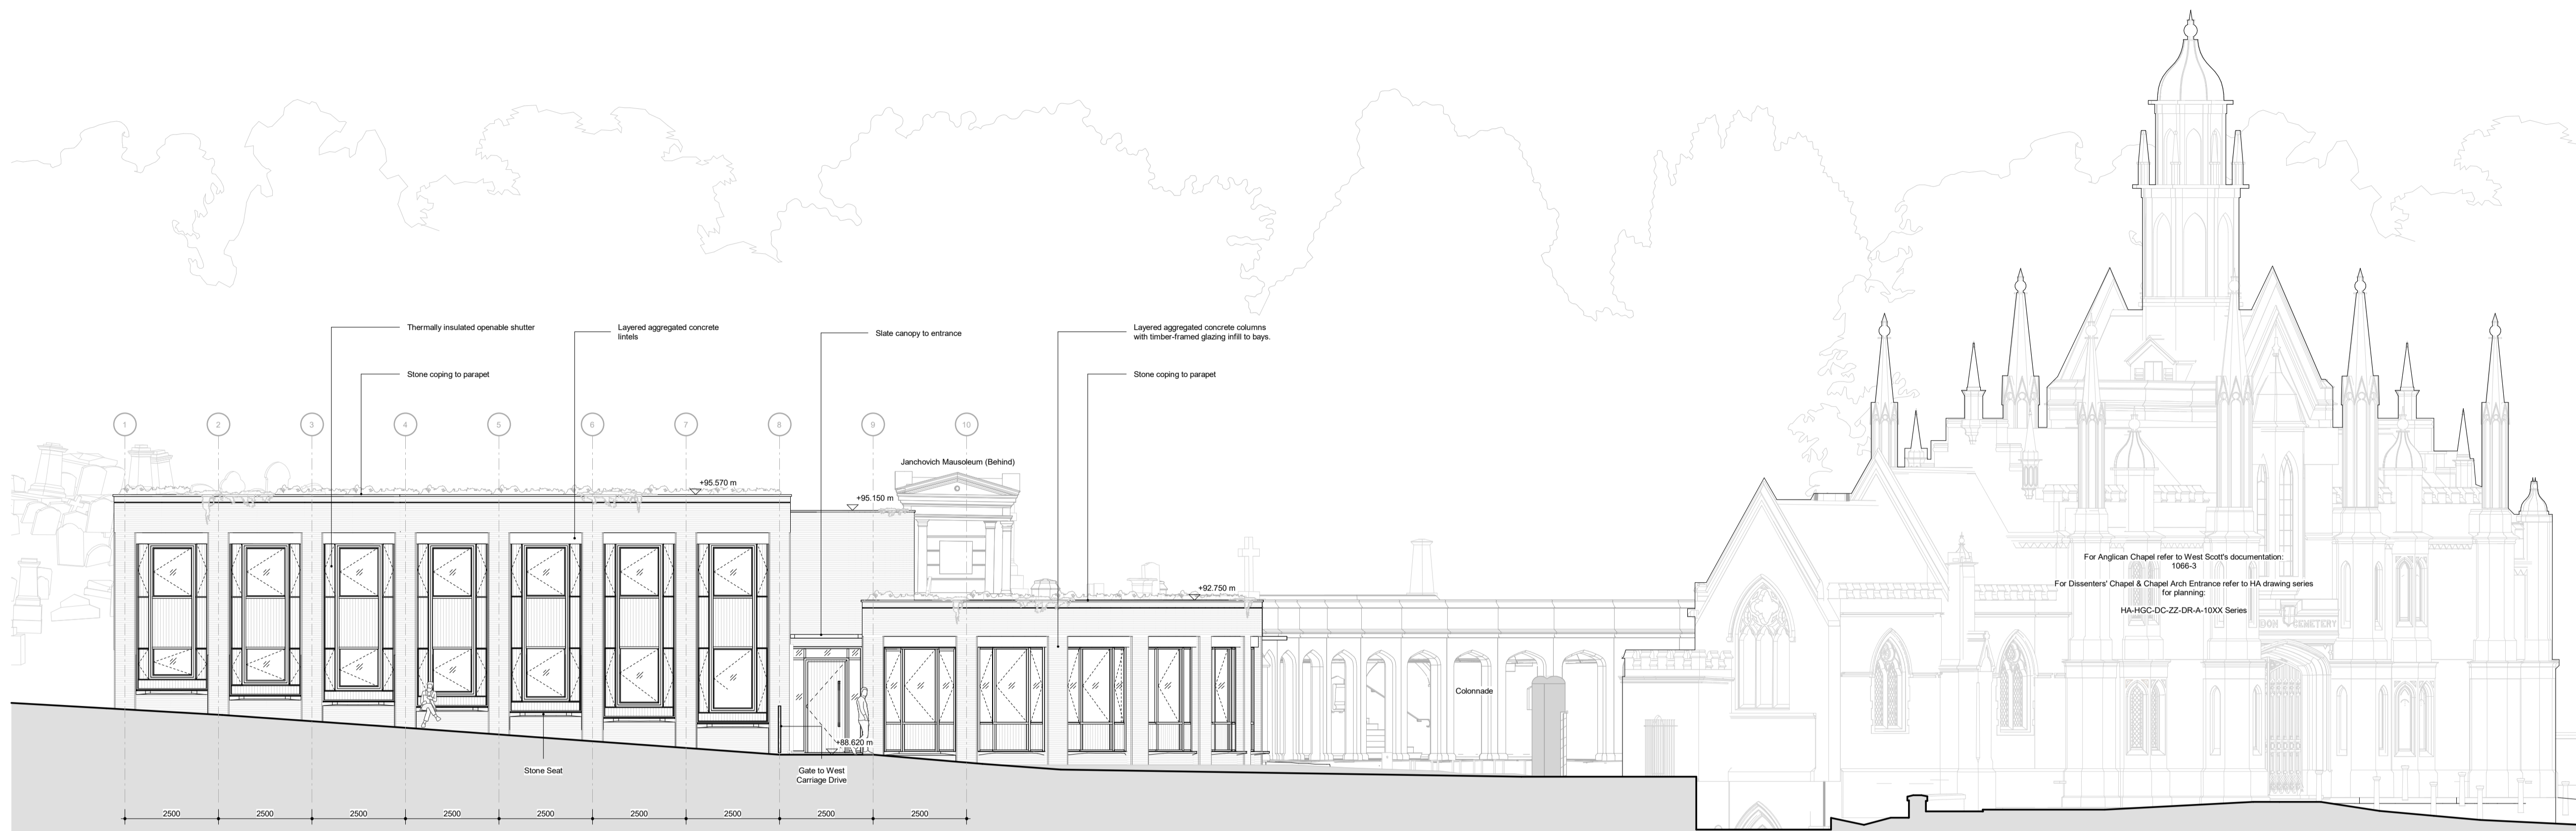 Thermally insulated openable shutter
Layered aggregated concrete
lintels
Slate canopy to entrance
Layered aggregated concrete columns
with timber-framed glazing infill to bays.
Stone coping to parapet
Stone coping to parapet
1
2
3
4
5
6
7
8
9
10
Janchovich Mausoleum (Behind)
+95.570 m
+95.150 m
+92.750 m
For Anglican Chapel refer to West Scott's documentation:
1066-3
For Dissenters' Chapel & Chapel Arch Entrance refer to HA drawing series
for planning:
HA-HGC-DC-ZZ-DR-A-10XX Series
DON CEMETERY
Colonnade
+88.620 m
Stone Seat
Gate to West
Carriage Drive
2500
2500
2500
2500
2500
2500
2500
2500
2500